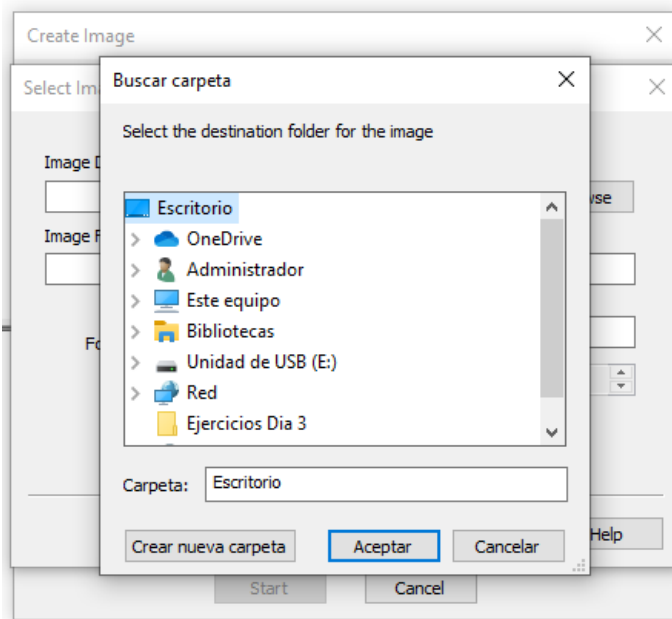 Create Image
Select Im
Buscar carpeta
Select the destination folder for the image
Image D
Escritorio
wse
OneDrive
Image F
Administrador
Este equipo
Bibliotecas
Fo
Unidad de USB (E:)
Red
Ejercicios Dia 3
Carpeta: Escritorio
Crear nueva carpeta Aceptar Cancelar Help
Start Cancel